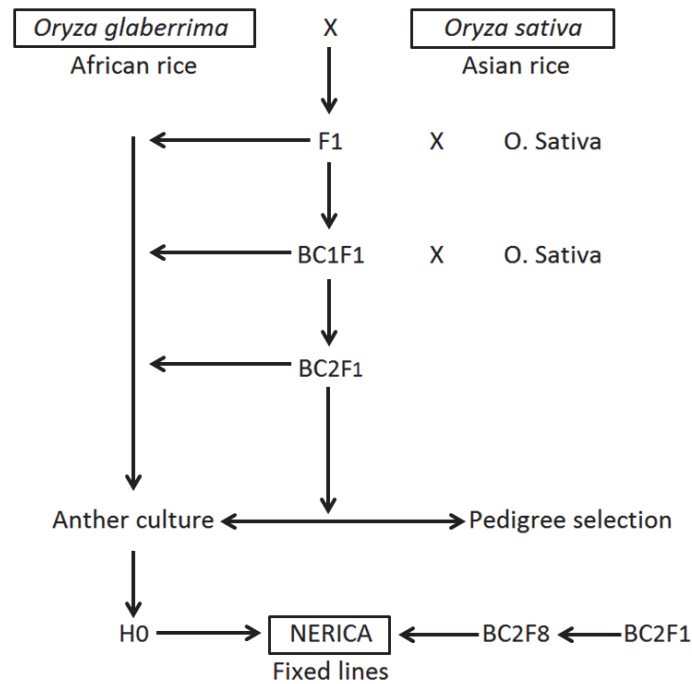 Oryza glaberrima X Oryza sativa
African rice Asian rice
F1 X O. Sativa
BC1F1 X O. Sativa
BC2F1
Anther culture Pedigree selection
H0 NERICA BC2F8 BC2F1
Fixed lines